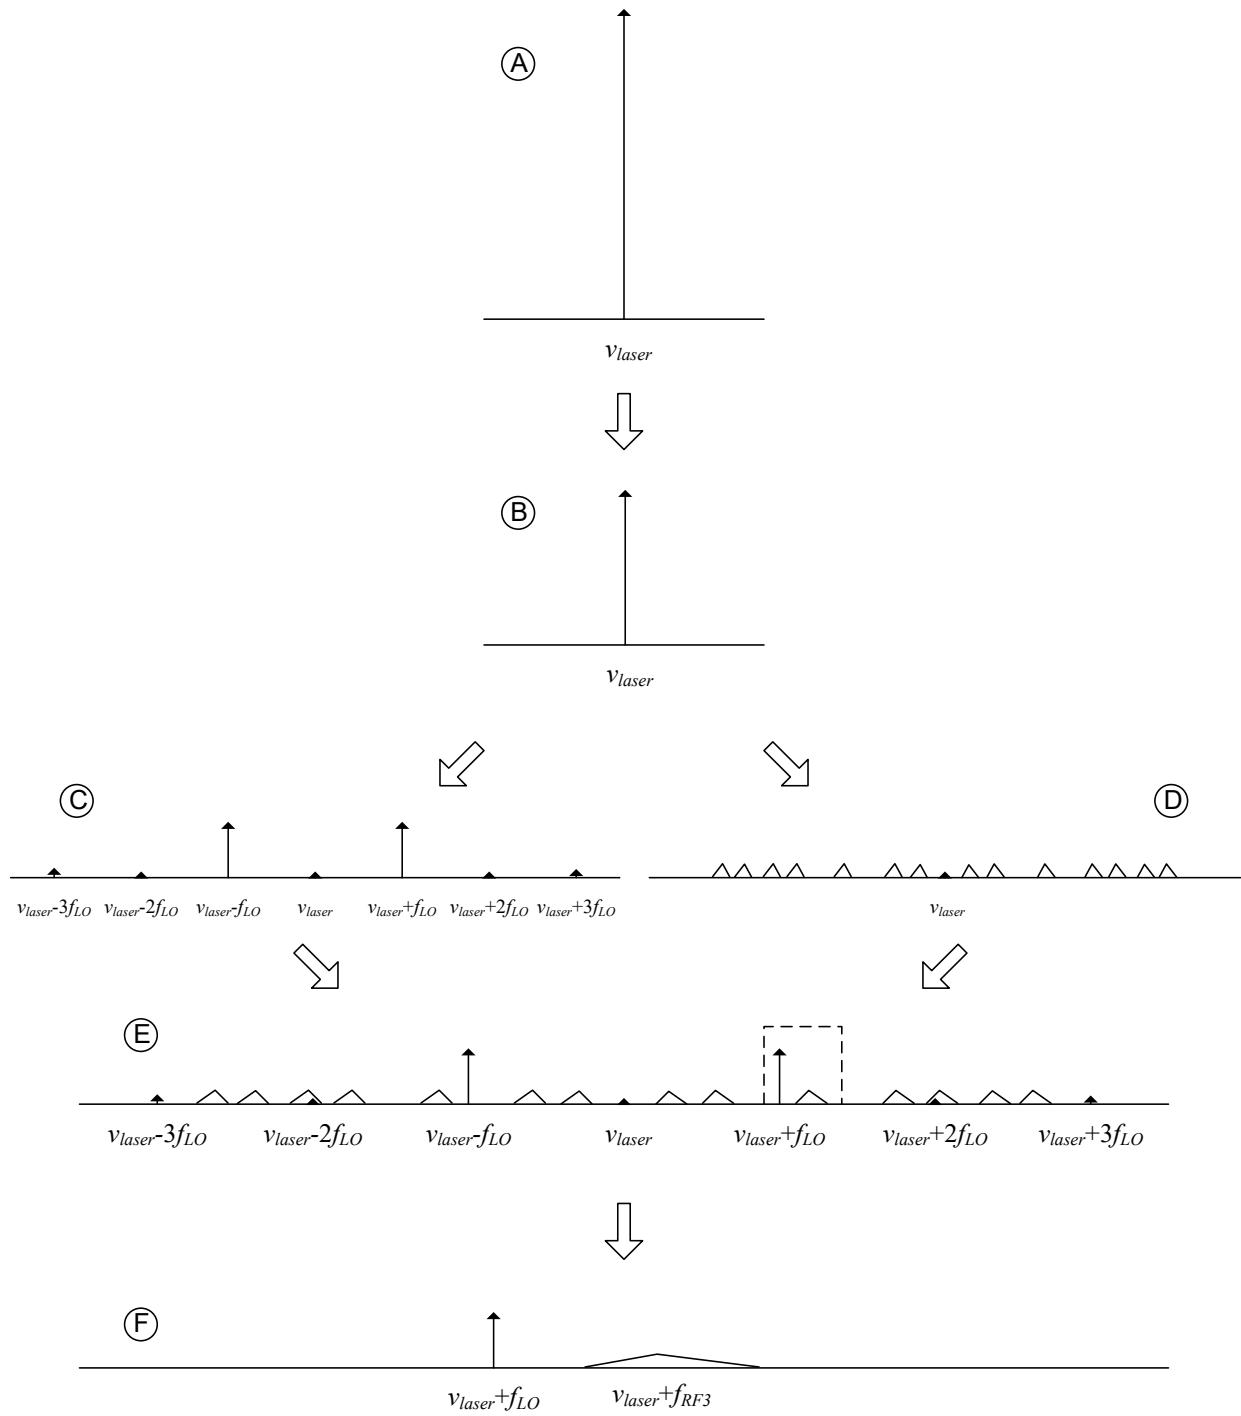 A
v_laser
B
v_laser
C
D
v_laser-3f_LO v_laser-2f_LO v_laser-f_LO v_laser v_laser+f_LO v_laser+2f_LO v_laser+3f_LO v_laser
E
v_laser-3f_LO v_laser-2f_LO v_laser-f_LO v_laser v_laser+f_LO v_laser+2f_LO v_laser+3f_LO
F
v_laser+f_LO v_laser+f_RF3